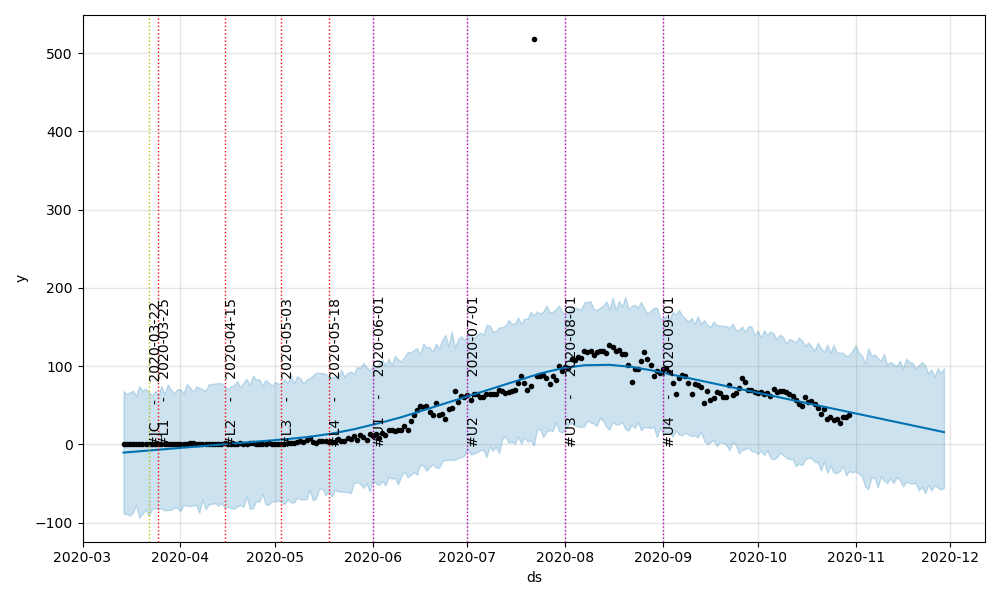 y
500
400
300
200
100
0
−100
#JC - 2020-03-22
#L1 - 2020-03-25
#L2 - 2020-04-15
#L3 - 2020-05-03
#L4 - 2020-05-18
#U1 - 2020-06-01
#U2 - 2020-07-01
#U3 - 2020-08-01
#U4 - 2020-09-01
2020-03 2020-04 2020-05 2020-06 2020-07 2020-08 2020-09 2020-10 2020-11 2020-12
ds